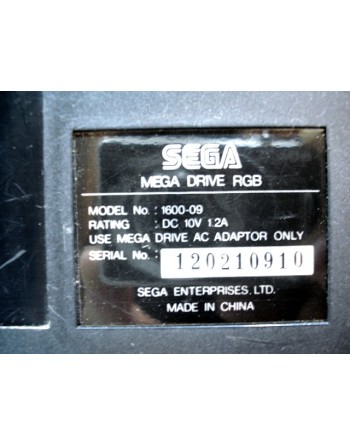 SEGA
MEGA DRIVE RGB
MODEL No. : 1600-09
RATING : DC 10V 1.2A
USE MEGA DRIVE AC ADAPTOR ONLY
SERIAL No. : 120210910
SEGA ENTERPRISES, LTD.
MADE IN CHINA